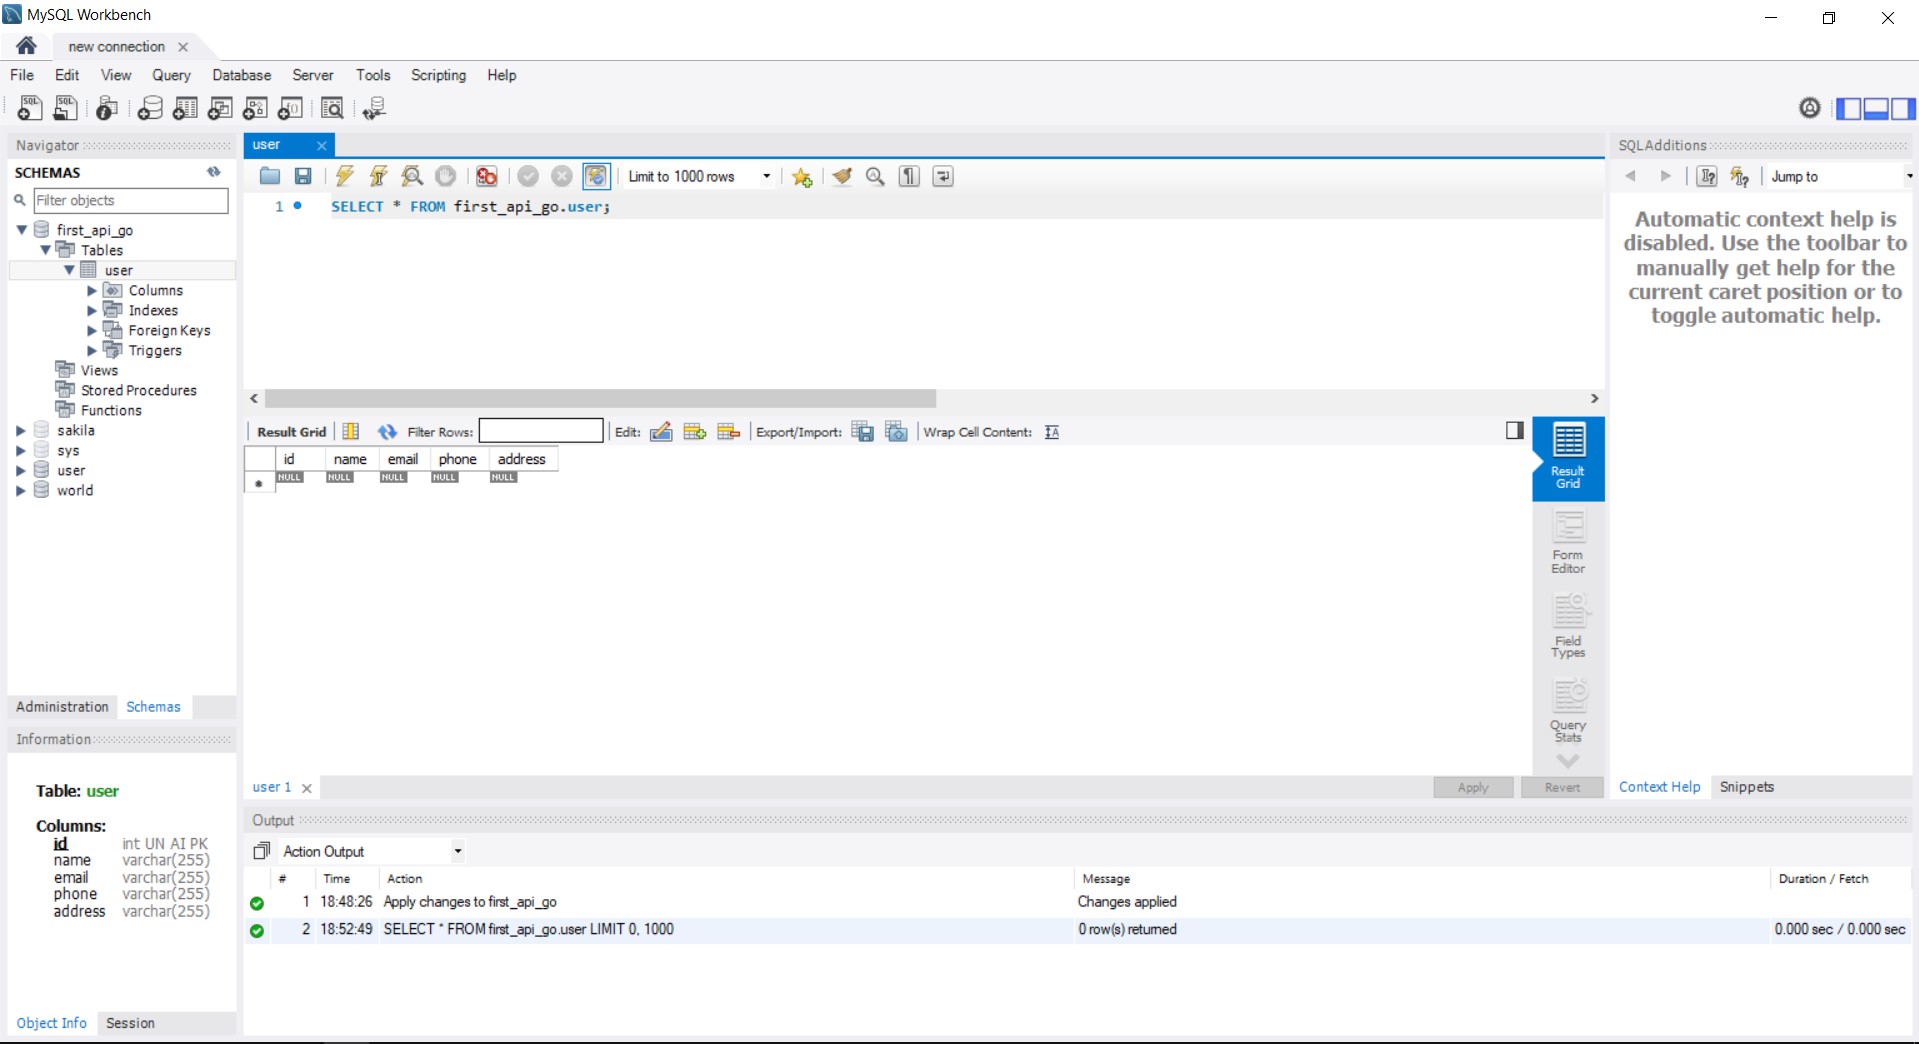 MySQL Workbench
new connection
File Edit View Query Database Server Tools Scripting Help
Navigator
SCHEMAS
Filter objects
first_api_go
Tables
user
Columns
Indexes
Foreign Keys
Triggers
Views
Stored Procedures
Functions
sakila
sys
user
world
Administration Schemas
Information
Table: user
Columns:
id int UN AI PK
name varchar(255)
email varchar(255)
phone varchar(255)
address varchar(255)
Object Info Session
user
Limit to 1000 rows
1 SELECT * FROM first_api_go.user;
Result Grid Filter Rows: Edit: Export/Import: Wrap Cell Content:
id name email phone address
NULL NULL NULL NULL NULL
Result
Grid
Form
Editor
Field
Types
Query
Stats
user 1 Apply Revert
Output
Action Output
# Time Action Message Duration / Fetch
1 18:48:26 Apply changes to first_api_go Changes applied
2 18:52:49 SELECT * FROM first_api_go.user LIMIT 0, 1000 0 row(s) returned 0.000 sec / 0.000 sec
SQLAdditions
Jump to
Automatic context help is
disabled. Use the toolbar to
manually get help for the
current caret position or to
toggle automatic help.
Context Help Snippets